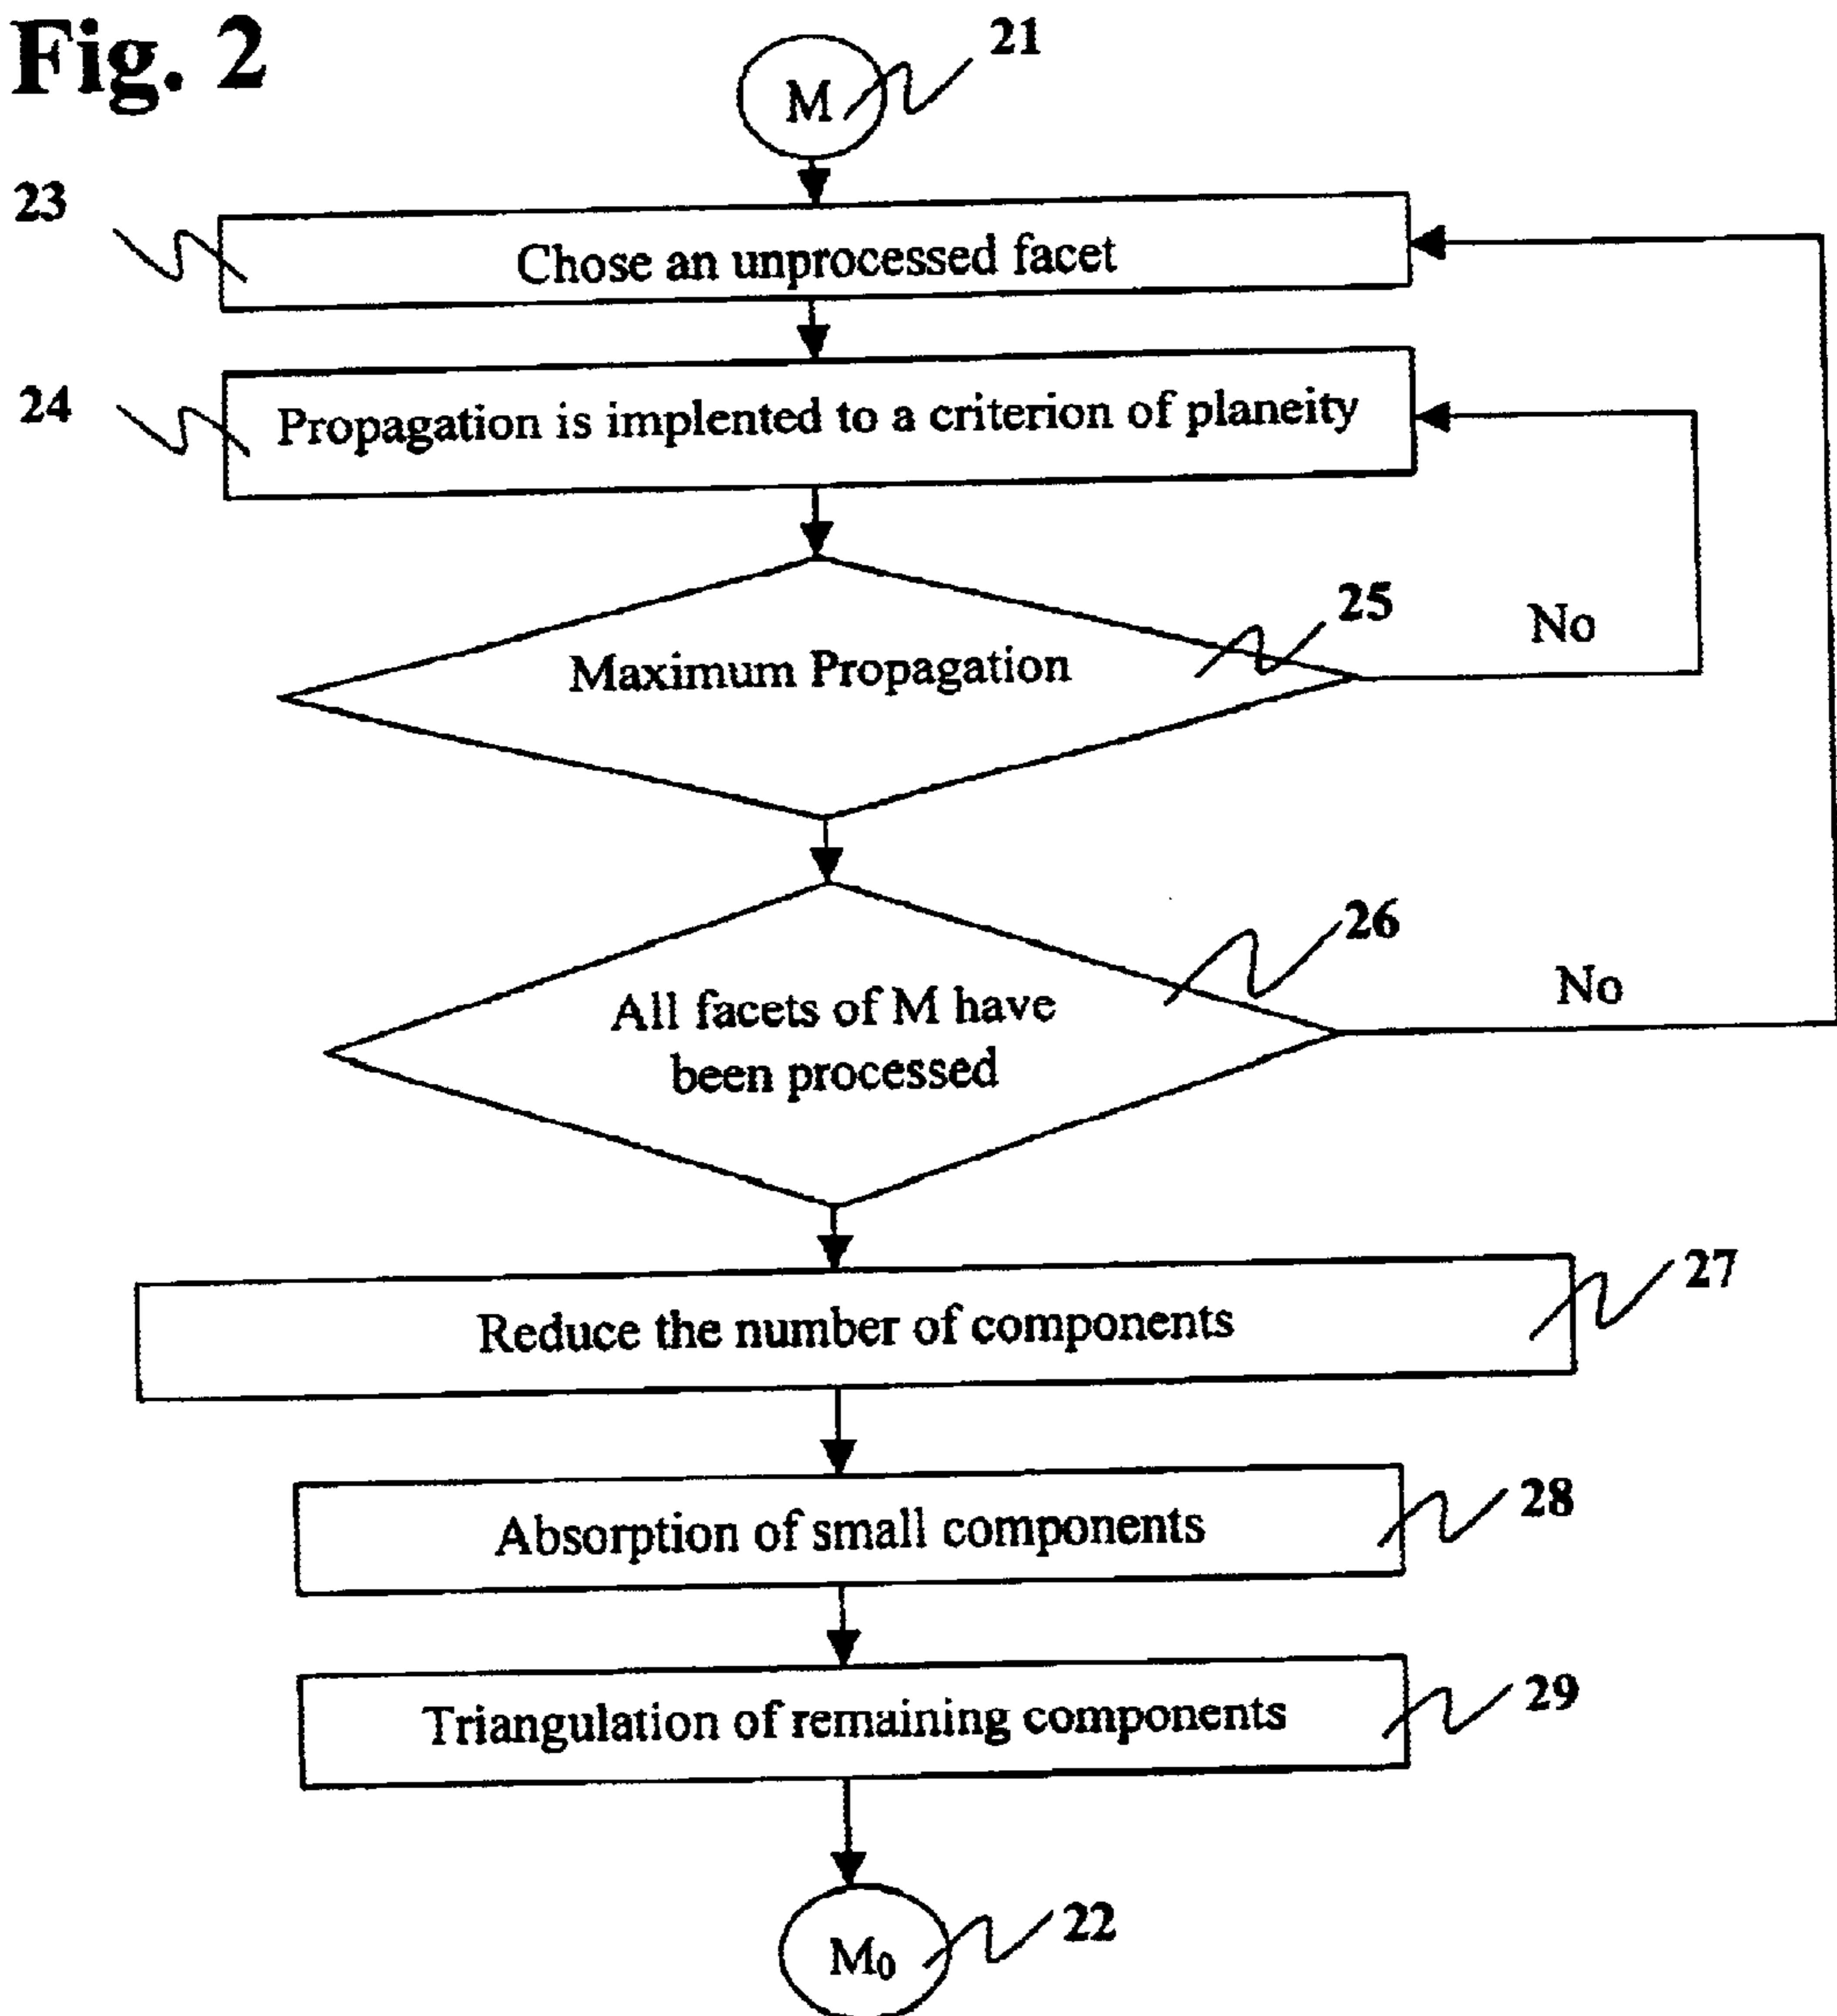 Fig. 2
M
21
23
Chose an unprocessed facet
24
Propagation is implented to a criterion of planeity
25
Maximum Propagation
No
26
All facets of M have
been processed
No
27
Reduce the number of components
28
Absorption of small components
29
Triangulation of remaining components
M₀
22